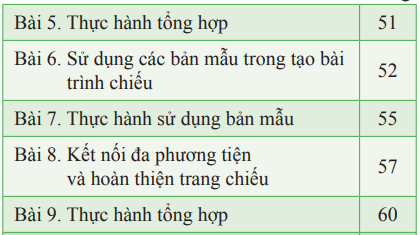 Bài 5. Thực hành tổng hợp 51
Bài 6. Sử dụng các bản mẫu trong tạo bài
trình chiếu 52
Bài 7. Thực hành sử dụng bản mẫu 55
Bài 8. Kết nối đa phương tiện
và hoàn thiện trang chiếu 57
Bài 9. Thực hành tổng hợp 60